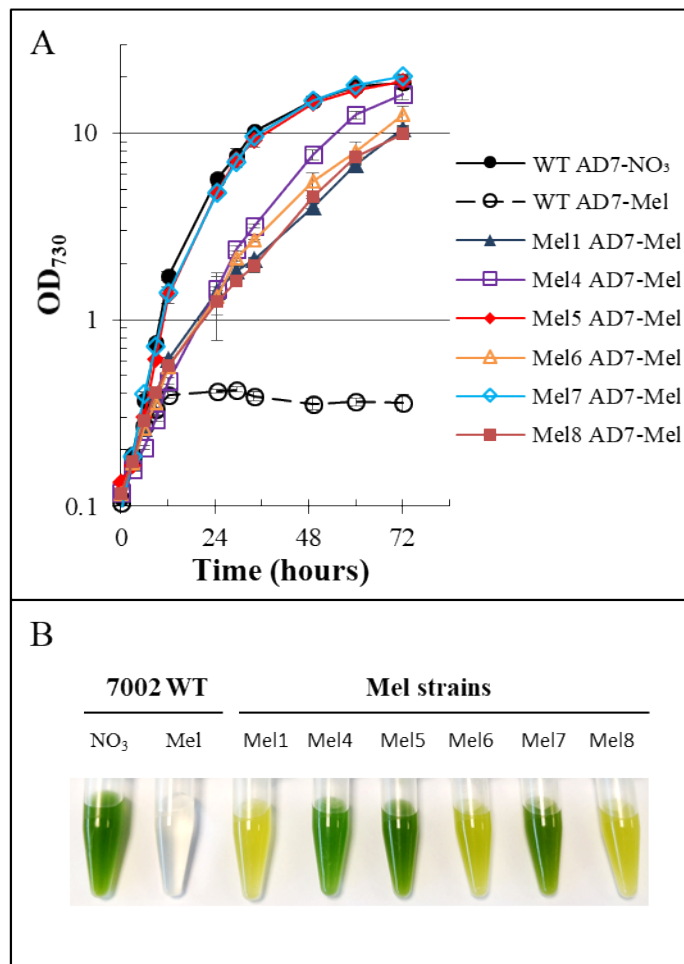 A
10
1
0.1
OD730
0
24
48
72
Time (hours)
WT AD7-NO₃
WT AD7-Mel
Mel1 AD7-Mel
Mel4 AD7-Mel
Mel5 AD7-Mel
Mel6 AD7-Mel
Mel7 AD7-Mel
Mel8 AD7-Mel
B
7002 WT Mel strains
NO₃ Mel Mel1 Mel4 Mel5 Mel6 Mel7 Mel8